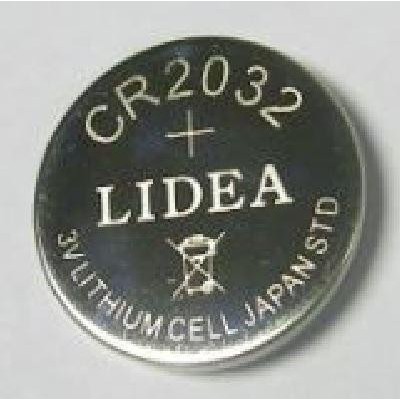 CR2032
+
LIDEA
3V LITHIUM CELL JAPAN STD